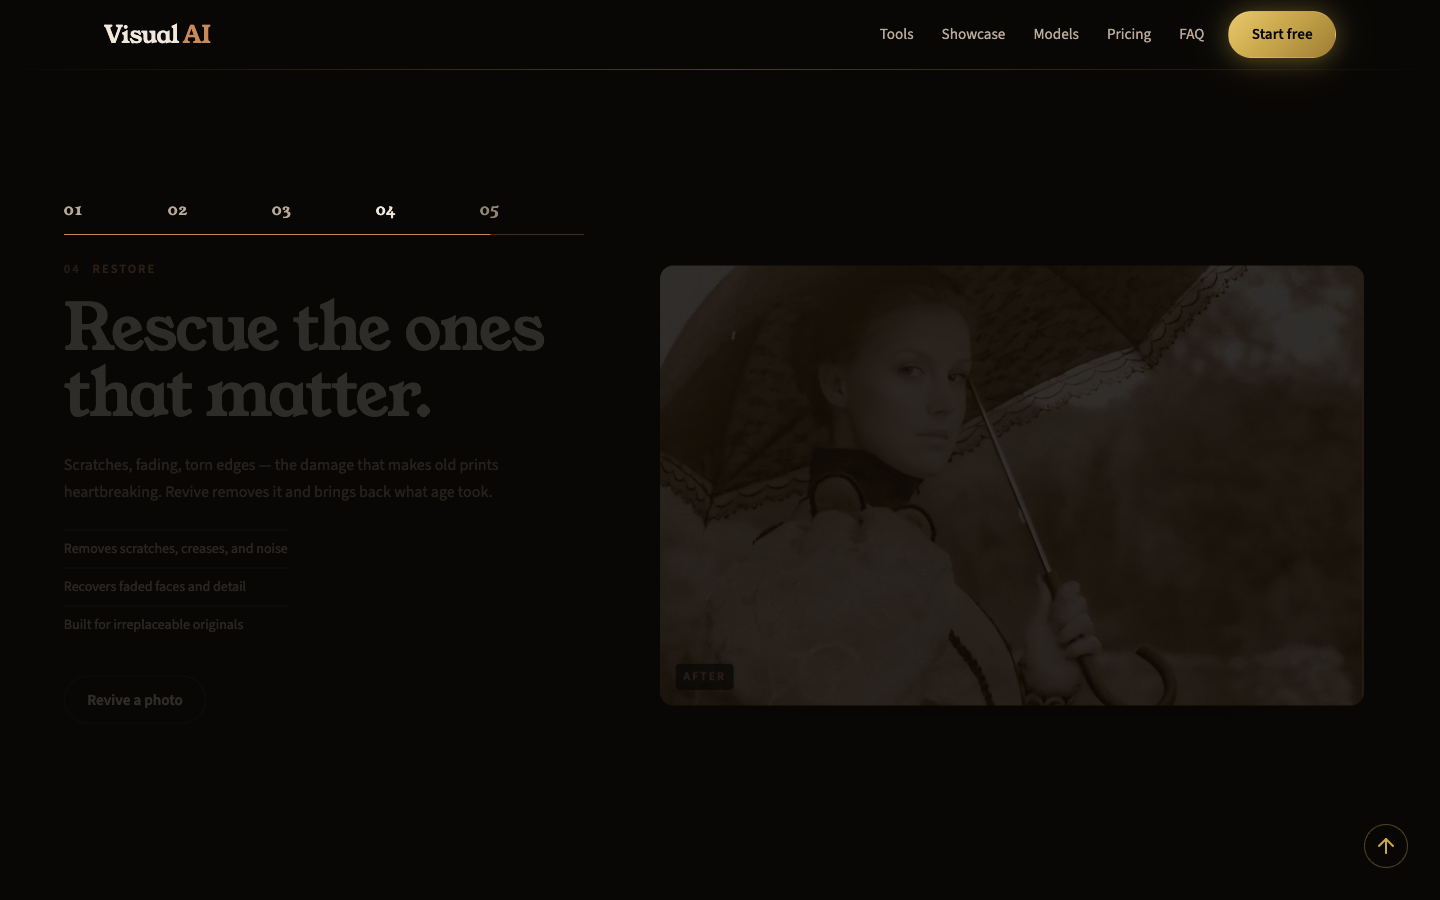 Visual AI
Tools
Showcase
Models
Pricing
FAQ
Start free
01
02
03
04
05
04 RESTORE
Rescue the ones
that matter.
Scratches, fading, torn edges — the damage that makes old prints
heartbreaking. Revive removes it and brings back what age took.
Removes scratches, creases, and noise
Recovers faded faces and detail
Built for irreplaceable originals
Revive a photo
AFTER